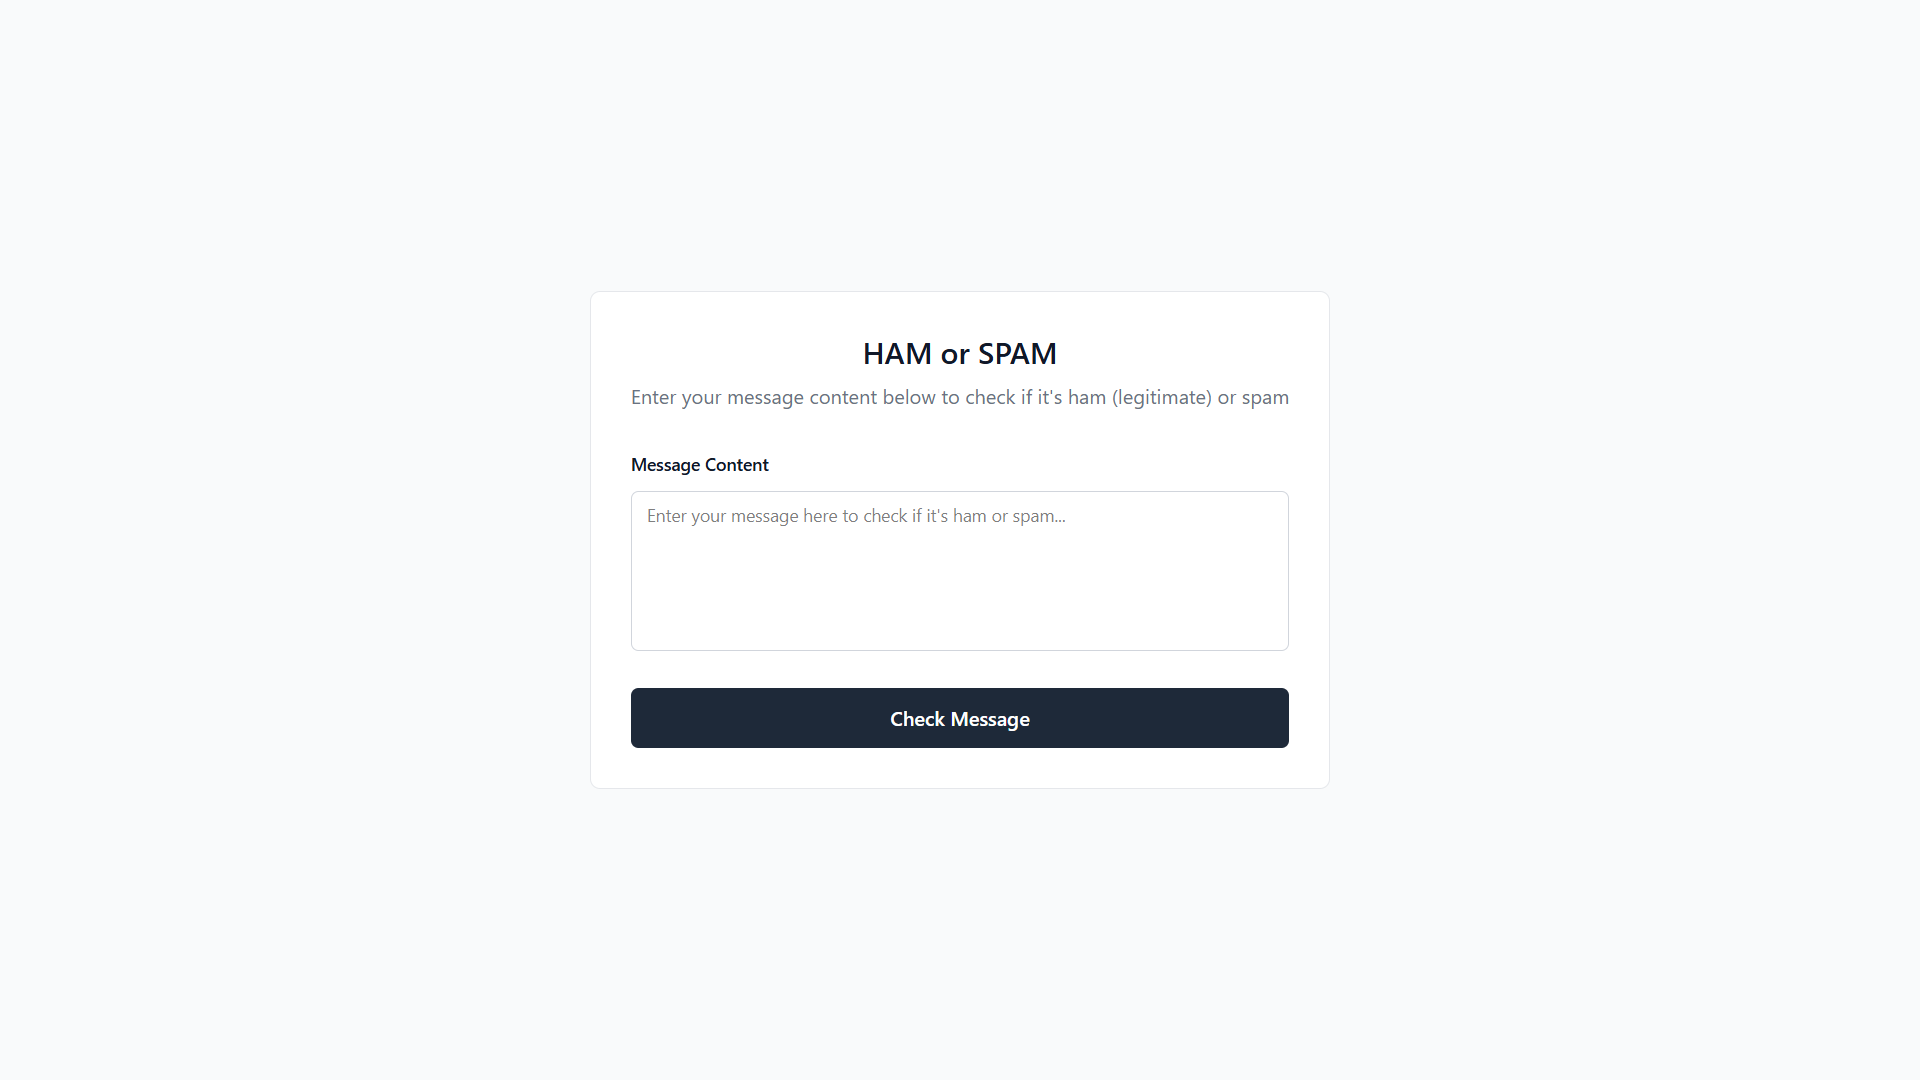 HAM or SPAM
Enter your message content below to check if it's ham (legitimate) or spam
Message Content
Enter your message here to check if it's ham or spam...
Check Message